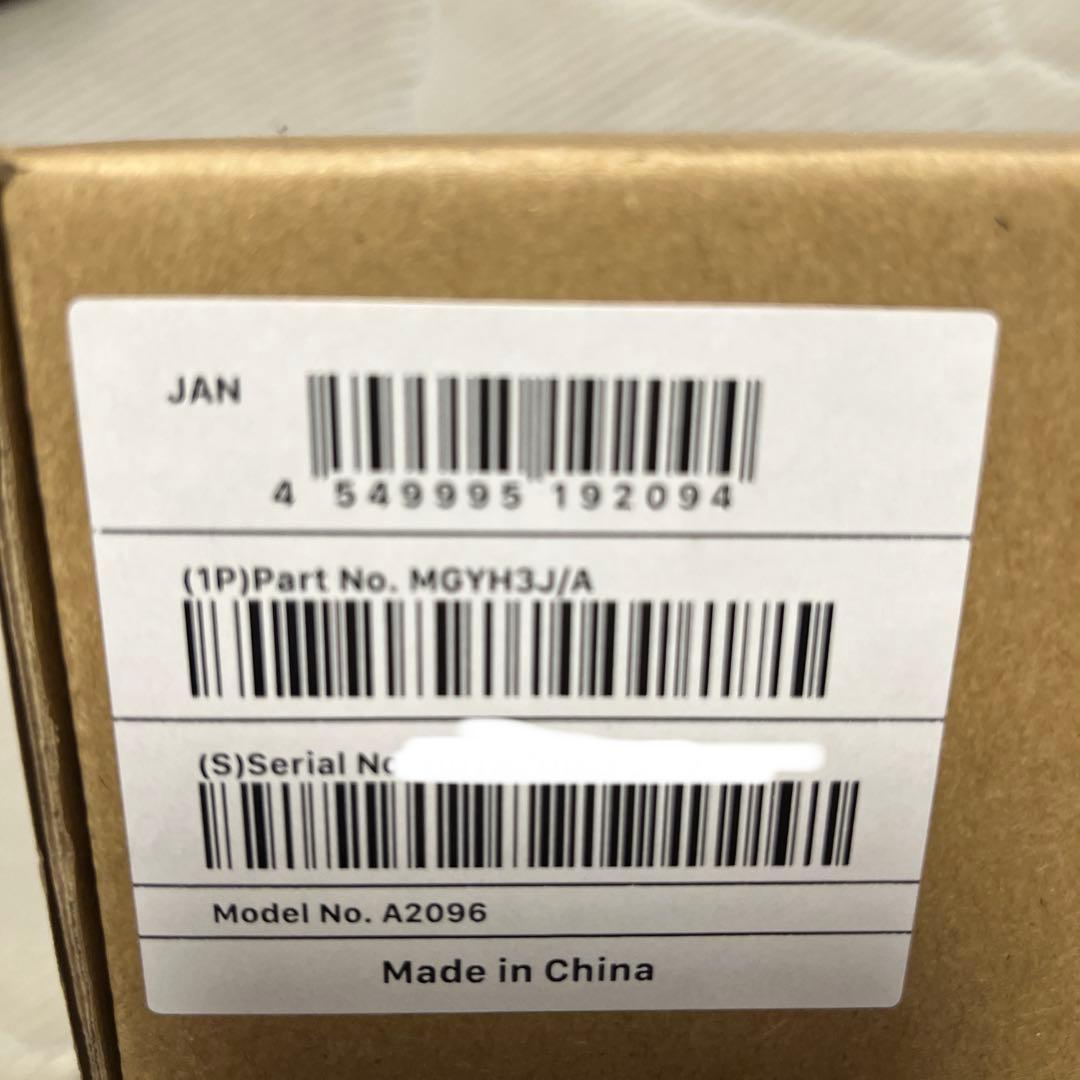 JAN
4 549995 192094
(1P)Part No. MGYH3J/A
(S)Serial No
Model No. A2096
Made in China